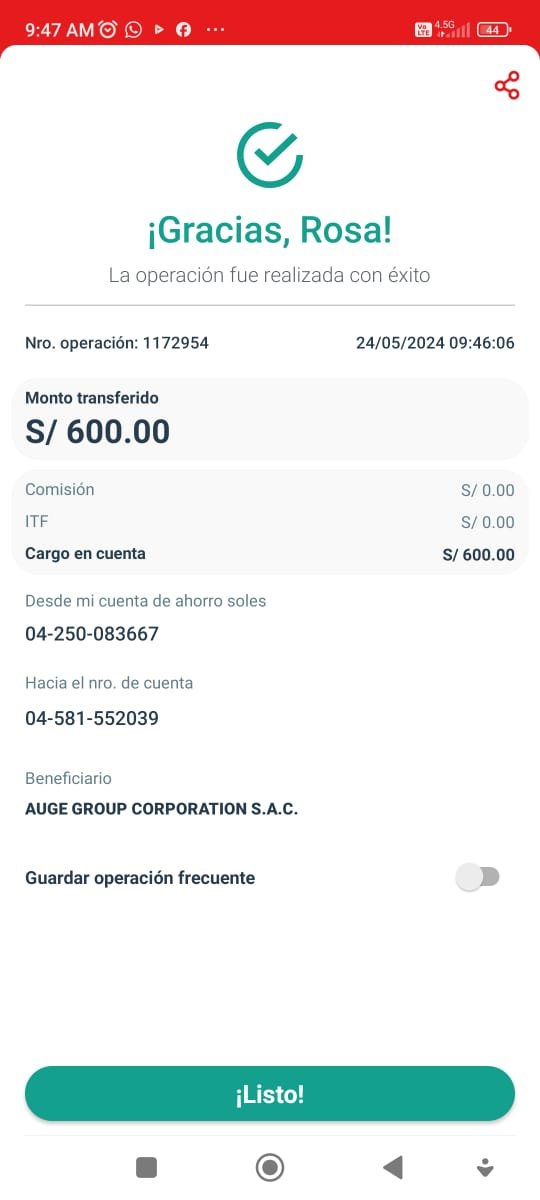 9:47 AM
Vo LTE 4.5G 44
¡Gracias, Rosa!
La operación fue realizada con éxito
Nro. operación: 1172954 24/05/2024 09:46:06
Monto transferido
S/ 600.00
Comisión S/ 0.00
ITF S/ 0.00
Cargo en cuenta S/ 600.00
Desde mi cuenta de ahorro soles
04-250-083667
Hacia el nro. de cuenta
04-581-552039
Beneficiario
AUGE GROUP CORPORATION S.A.C.
Guardar operación frecuente
¡Listo!